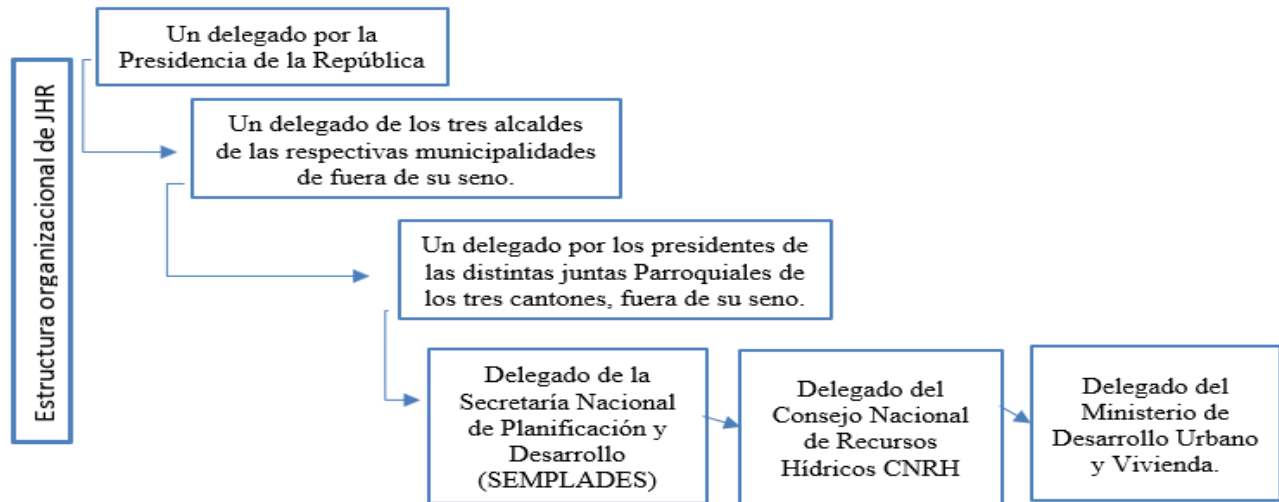 Estructura organizacional de JHR
Un delegado por la
Presidencia de la República
Un delegado de los tres alcaldes
de las respectivas municipalidades
de fuera de su seno.
Un delegado por los presidentes de
las distintas juntas Parroquiales de
los tres cantones, fuera de su seno.
Delegado de la
Secretaría Nacional
de Planificación y
Desarrollo
(SEMPLADES)
Delegado del
Consejo Nacional
de Recursos
Hídricos CNRH
Delegado del
Ministerio de
Desarrollo Urbano
y Vivienda.